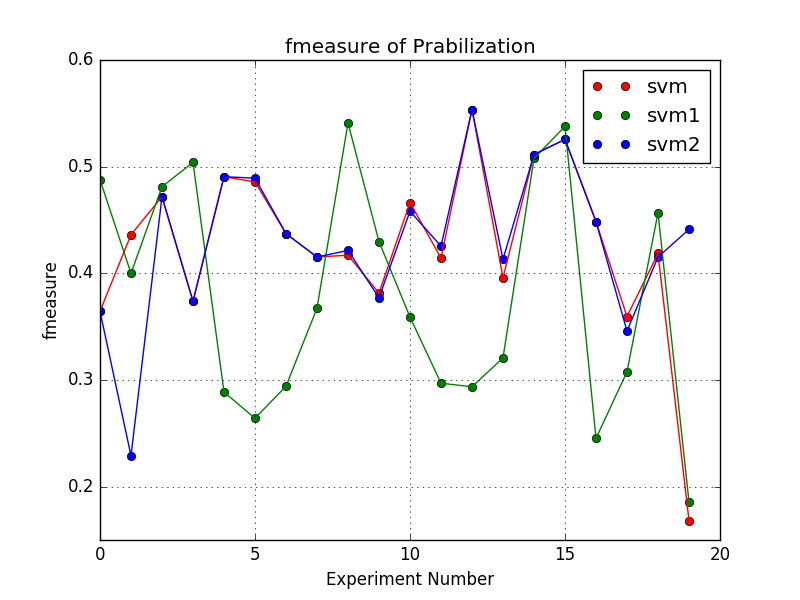 fmeasure of Prabilization
0.6
svm
svm1
svm2
0.5
0.4
fmeasure
0.3
0.2
0 5 10 15 20
Experiment Number